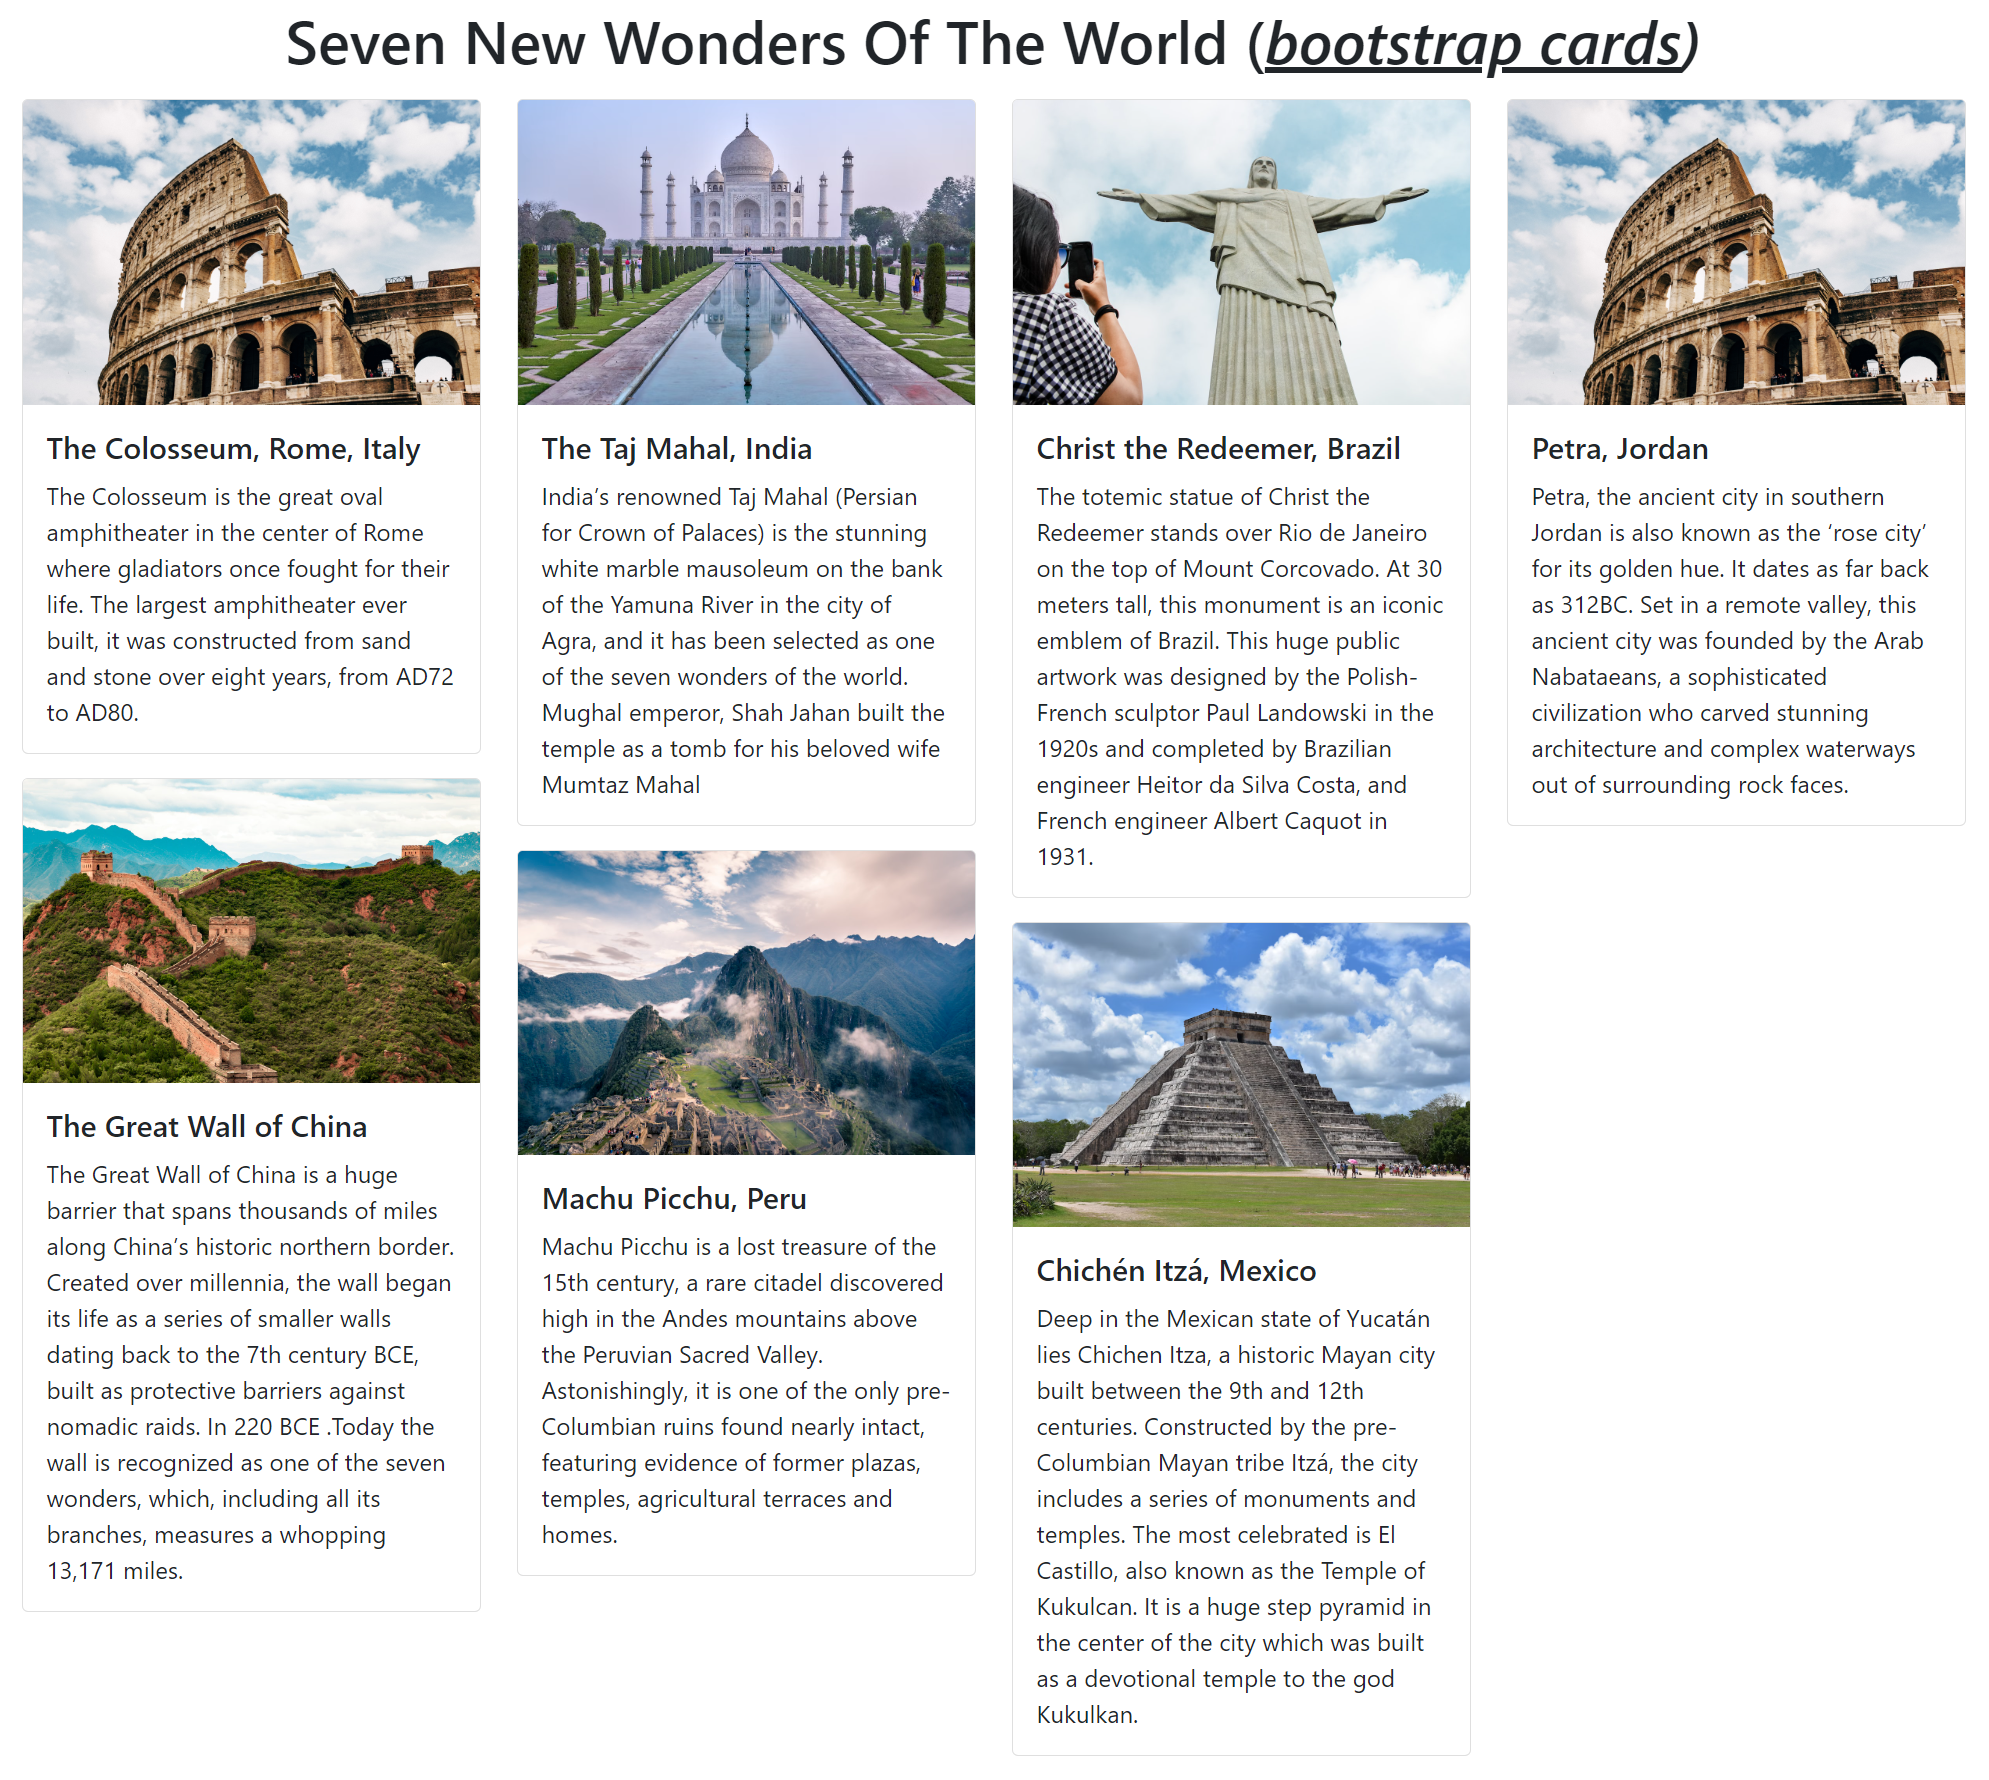 Seven New Wonders Of The World (bootstrap cards)
The Colosseum, Rome, Italy
The Colosseum is the great oval
amphitheater in the center of Rome
where gladiators once fought for their
life. The largest amphitheater ever
built, it was constructed from sand
and stone over eight years, from AD72
to AD80.
The Taj Mahal, India
India’s renowned Taj Mahal (Persian
for Crown of Palaces) is the stunning
white marble mausoleum on the bank
of the Yamuna River in the city of
Agra, and it has been selected as one
of the seven wonders of the world.
Mughal emperor, Shah Jahan built the
temple as a tomb for his beloved wife
Mumtaz Mahal
Christ the Redeemer, Brazil
The totemic statue of Christ the
Redeemer stands over Rio de Janeiro
on the top of Mount Corcovado. At 30
meters tall, this monument is an iconic
emblem of Brazil. This huge public
artwork was designed by the Polish-
French sculptor Paul Landowski in the
1920s and completed by Brazilian
engineer Heitor da Silva Costa, and
French engineer Albert Caquot in
1931.
Petra, Jordan
Petra, the ancient city in southern
Jordan is also known as the ‘rose city’
for its golden hue. It dates as far back
as 312BC. Set in a remote valley, this
ancient city was founded by the Arab
Nabataeans, a sophisticated
civilization who carved stunning
architecture and complex waterways
out of surrounding rock faces.
The Great Wall of China
The Great Wall of China is a huge
barrier that spans thousands of miles
along China’s historic northern border.
Created over millennia, the wall began
its life as a series of smaller walls
dating back to the 7th century BCE,
built as protective barriers against
nomadic raids. In 220 BCE .Today the
wall is recognized as one of the seven
wonders, which, including all its
branches, measures a whopping
13,171 miles.
Machu Picchu, Peru
Machu Picchu is a lost treasure of the
15th century, a rare citadel discovered
high in the Andes mountains above
the Peruvian Sacred Valley.
Astonishingly, it is one of the only pre-
Columbian ruins found nearly intact,
featuring evidence of former plazas,
temples, agricultural terraces and
homes.
Chichén Itzá, Mexico
Deep in the Mexican state of Yucatán
lies Chichen Itza, a historic Mayan city
built between the 9th and 12th
centuries. Constructed by the pre-
Columbian Mayan tribe Itzá, the city
includes a series of monuments and
temples. The most celebrated is El
Castillo, also known as the Temple of
Kukulcan. It is a huge step pyramid in
the center of the city which was built
as a devotional temple to the god
Kukulkan.